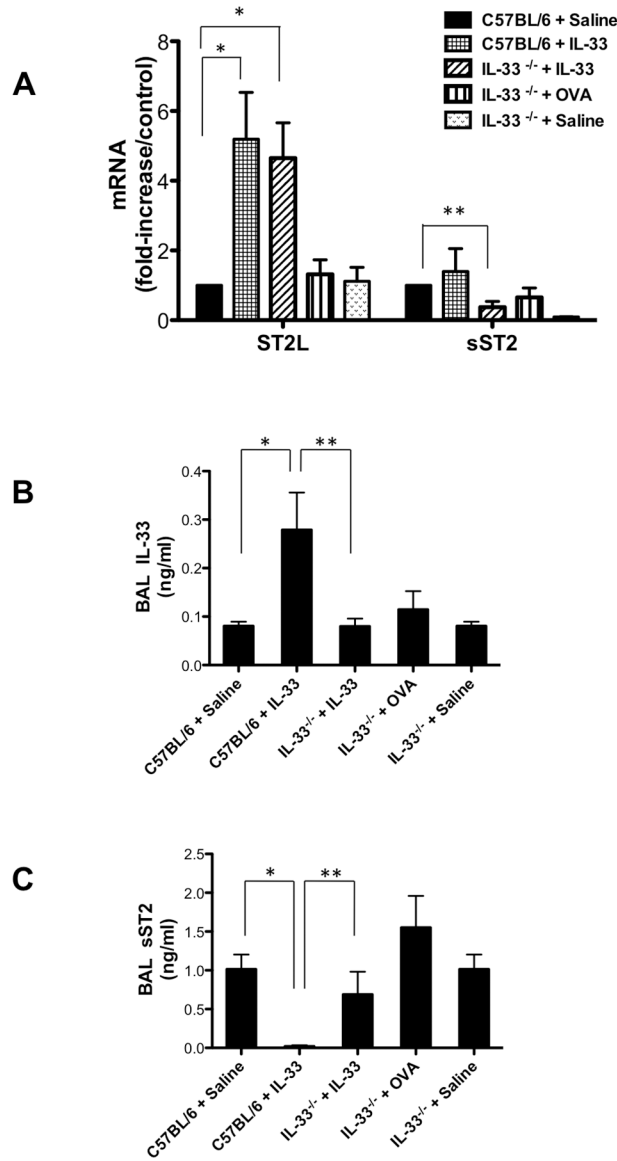 A
mRNA
(fold-increase/control)
8
6
4
2
0
*
*
**
ST2L
sST2
C57BL/6 + Saline
C57BL/6 + IL-33
IL-33 -/- + IL-33
IL-33 -/- + OVA
IL-33 -/- + Saline
B
BAL IL-33
(ng/ml)
0.4
0.3
0.2
0.1
0.0
*
**
C57BL/6 + Saline
C57BL/6 + IL-33
IL-33-/- + IL-33
IL-33-/- + OVA
IL-33-/- + Saline
C
BAL sST2
(ng/ml)
2.5
2.0
1.5
1.0
0.5
0.0
*
**
C57BL/6 + Saline
C57BL/6 + IL-33
IL-33-/- + IL-33
IL-33-/- + OVA
IL-33-/- + Saline